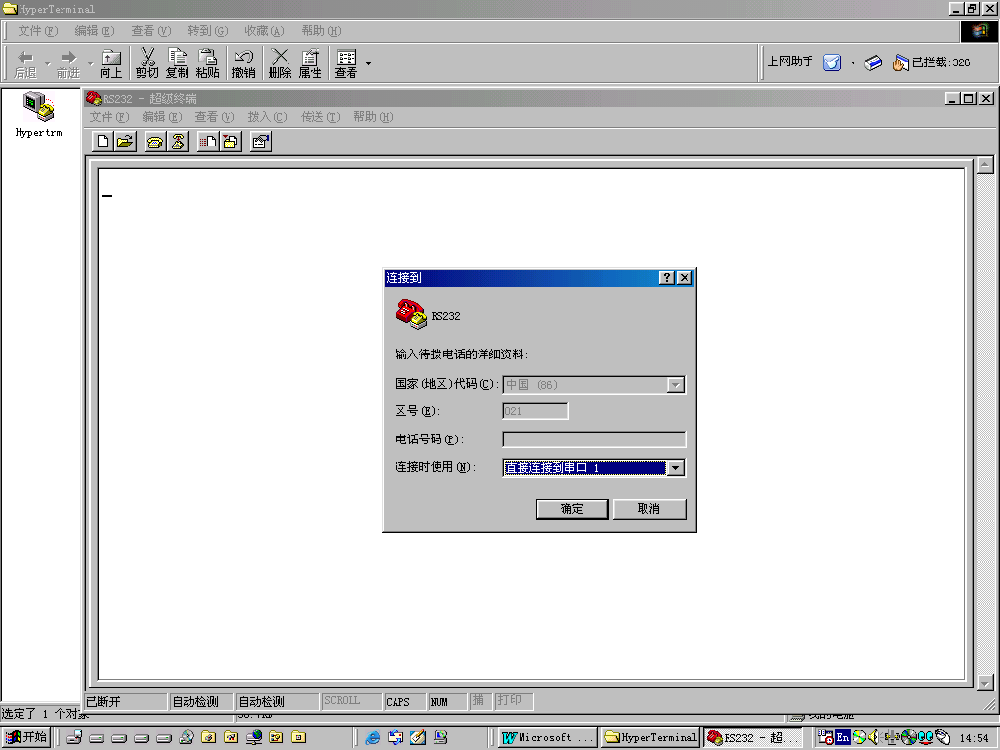 HyperTerminal
文件(F) 编辑(E) 查看(V) 转到(G) 收藏(A) 帮助(H)
后退 前进 向上 剪切 复制 粘贴 撤销 删除 属性 查看 上网助手 已拦截:326
Hypertrm
RS232 - 超级终端
文件(F) 编辑(E) 查看(V) 拨入(C) 传送(T) 帮助(H)
连接到
RS232
输入待拨电话的详细资料:
国家(地区)代码(C): 中国 (86)
区号(E): 021
电话号码(P):
连接时使用(N): 直接连接到串口 1
确定 取消
已断开 自动检测 自动检测 SCROLL CAPS NUM 捕 打印
选定了 1 个对象
开始 Microsoft ... HyperTerminal RS232 - 超... En 14:54